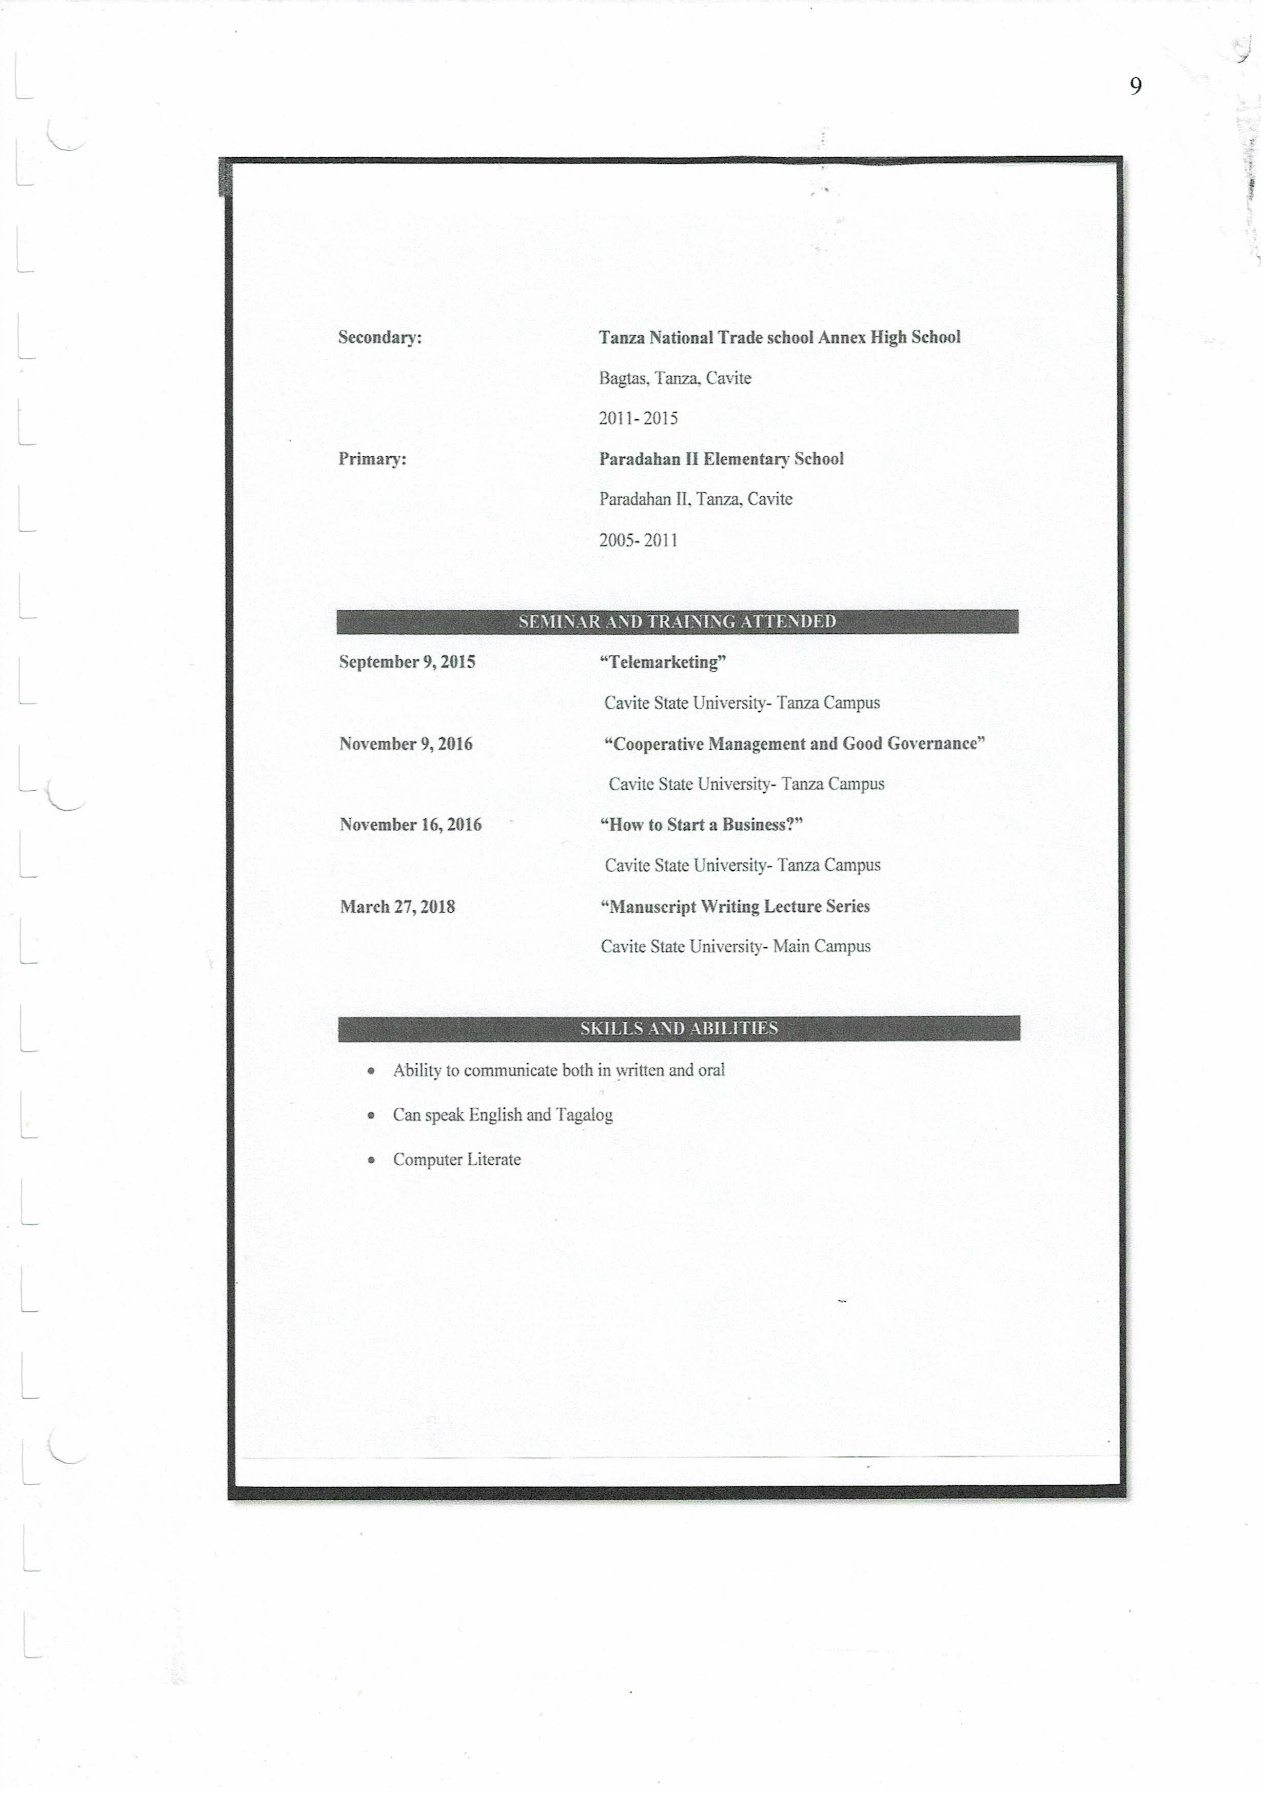 9
Secondary: Tanza National Trade school Annex High School
Bagtas, Tanza, Cavite
2011- 2015
Primary: Paradahan II Elementary School
Paradahan II, Tanza, Cavite
2005- 2011
SEMINAR AND TRAINING ATTENDED
September 9, 2015 “Telemarketing”
Cavite State University- Tanza Campus
November 9, 2016 “Cooperative Management and Good Governance”
Cavite State University- Tanza Campus
November 16, 2016 “How to Start a Business?”
Cavite State University- Tanza Campus
March 27, 2018 “Manuscript Writing Lecture Series
Cavite State University- Main Campus
SKILLS AND ABILITIES
• Ability to communicate both in written and oral
• Can speak English and Tagalog
• Computer Literate